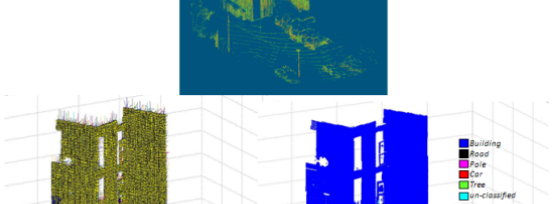 Building
Road
Pole
Car
Tree
un-classified